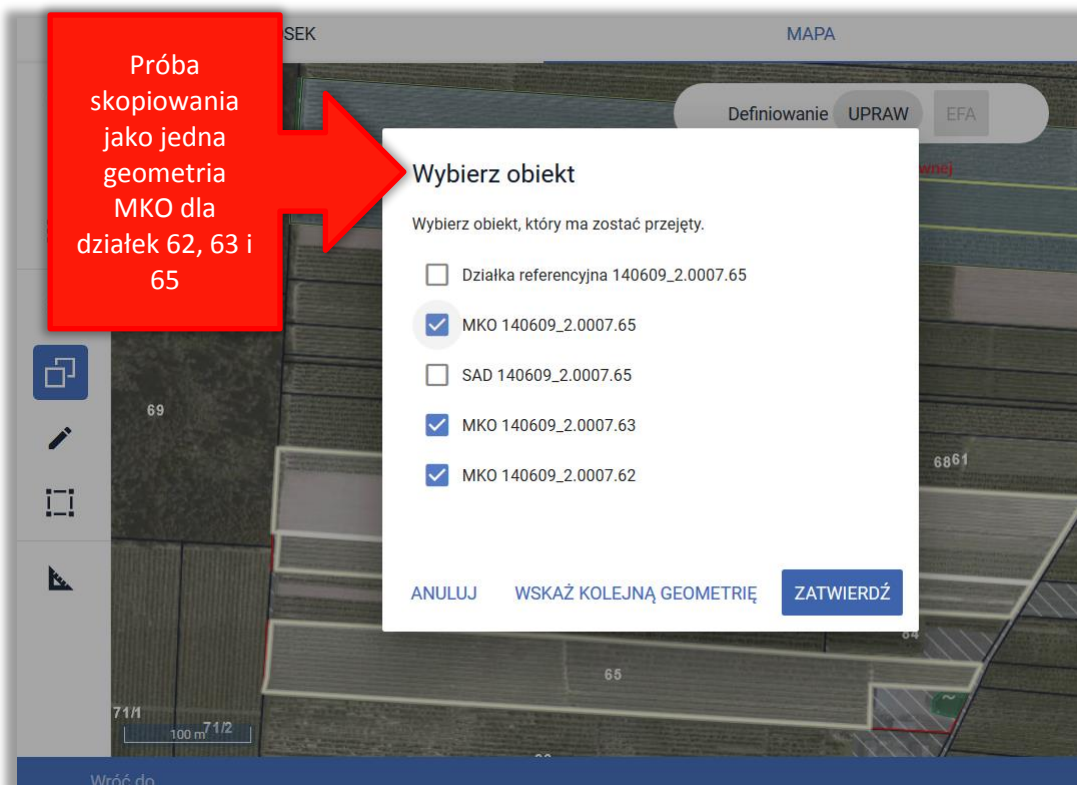 SEK
MAPA
Próba
skopiowania
jako jedna
geometria
MKO dla
działek 62, 63 i
65
Definiowanie UPRAW EFA
wnej
Wybierz obiekt
Wybierz obiekt, który ma zostać przejęty.
Działka referencyjna 140609_2.0007.65
MKO 140609_2.0007.65
SAD 140609_2.0007.65
MKO 140609_2.0007.63
MKO 140609_2.0007.62
69
6861
ANULUJ WSKAŻ KOLEJNĄ GEOMETRIĘ ZATWIERDŹ
64
65
71/1
71/2
100 m
Wróć do